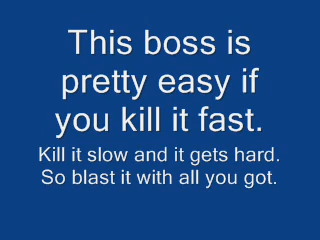 This boss is
pretty easy if
you kill it fast.
Kill it slow and it gets hard.
So blast it with all you got.